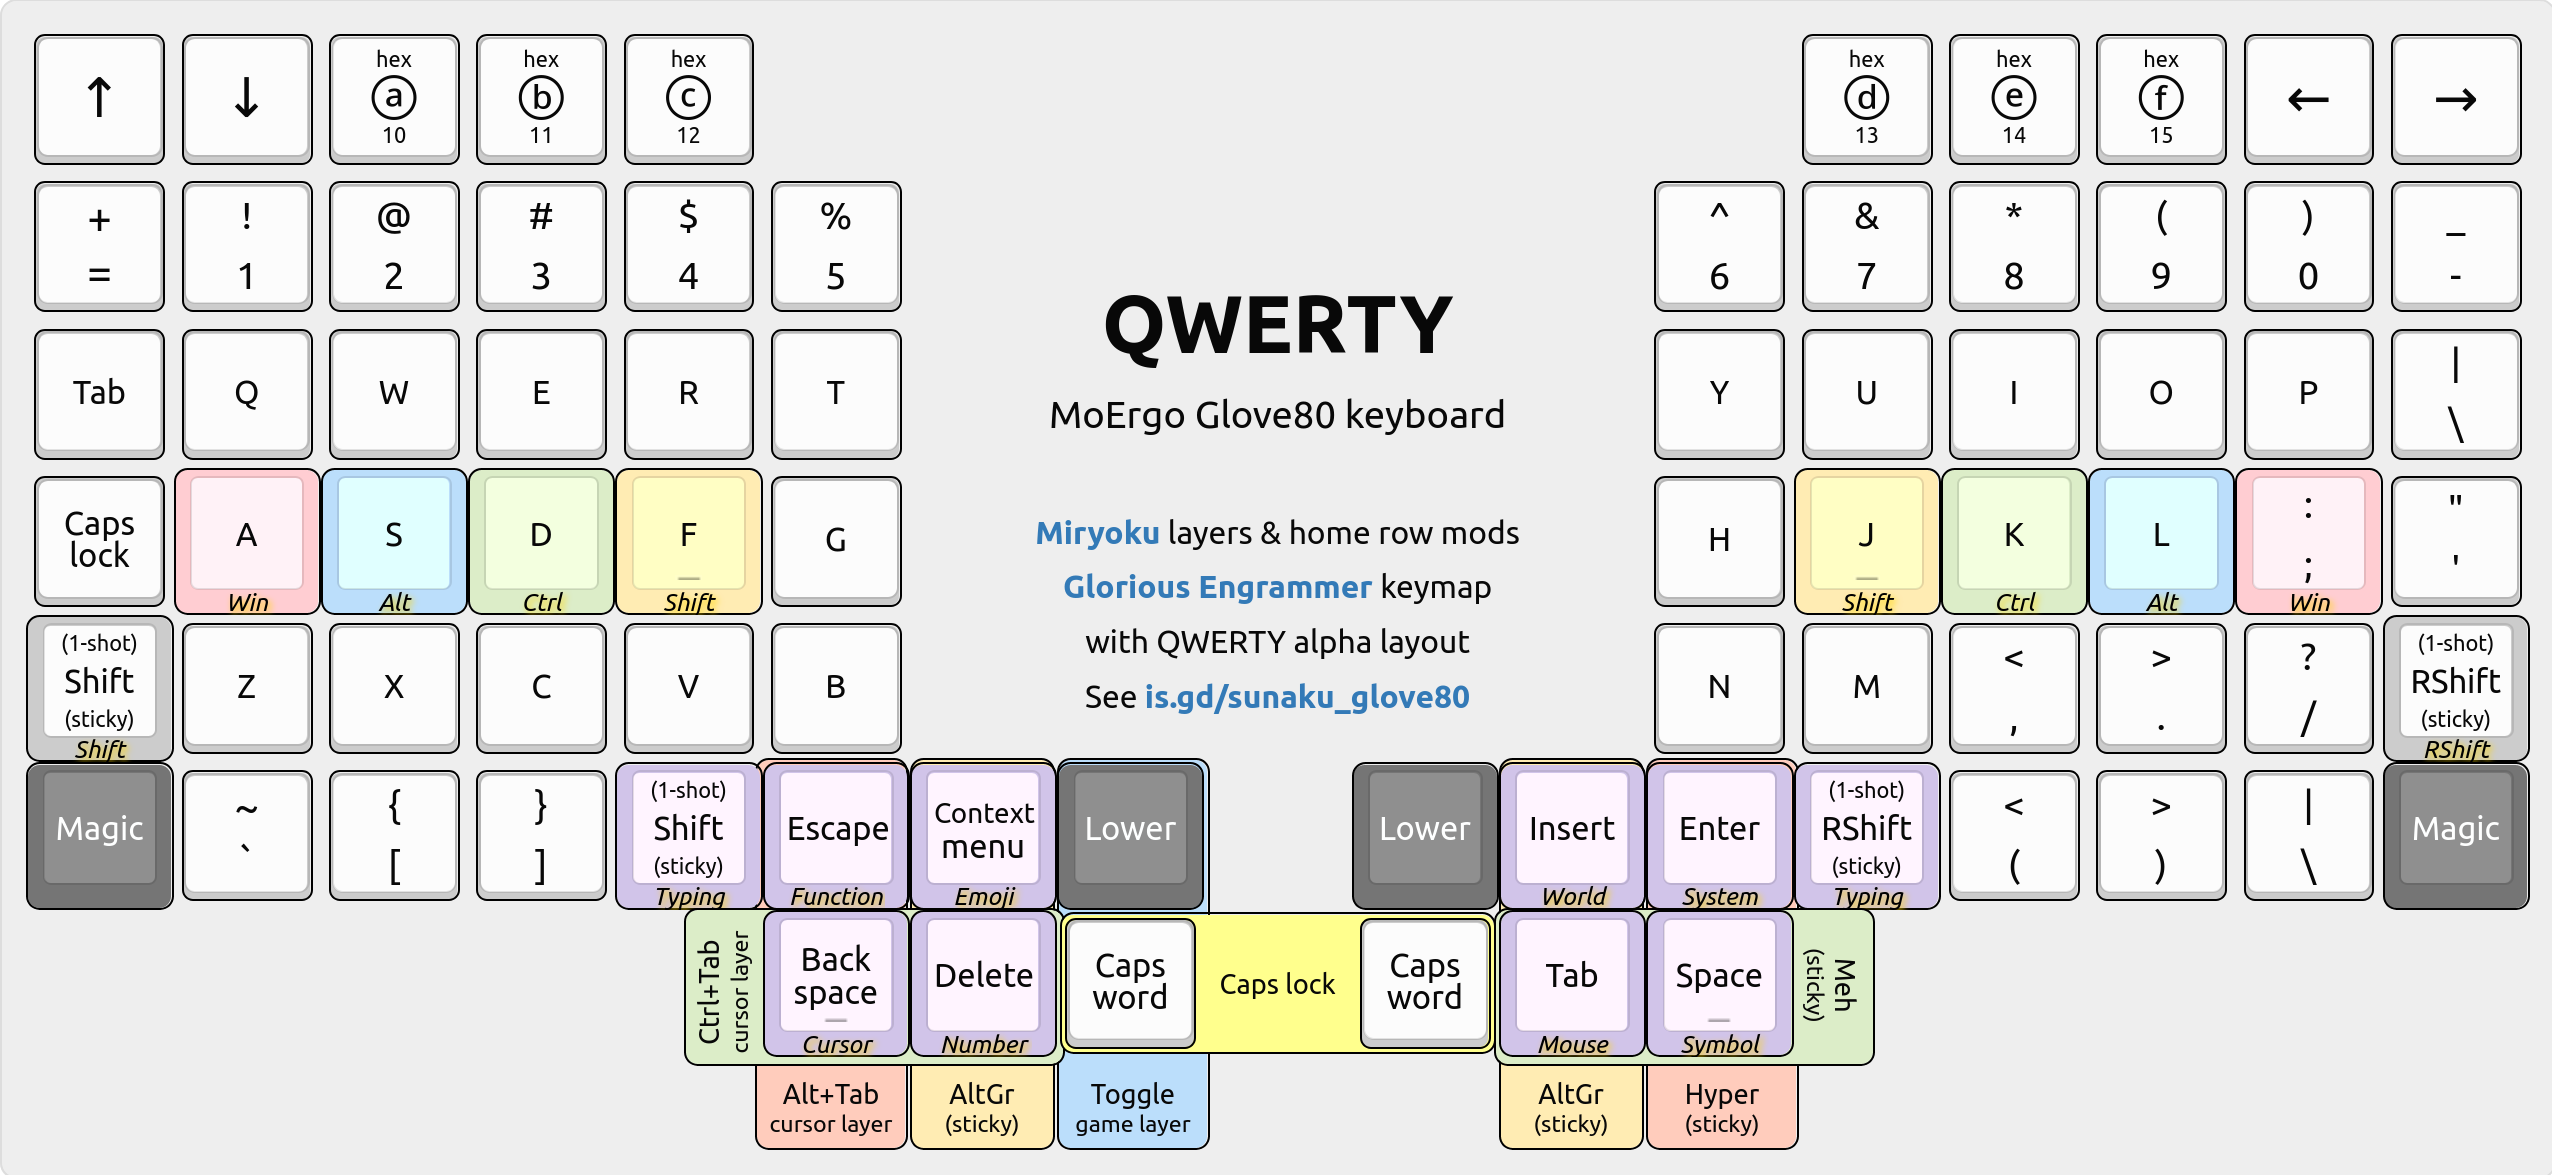 ↑ ↓ hex ⓐ 10 hex ⓑ 11 hex ⓒ 12 hex ⓓ 13 hex ⓔ 14 hex ⓕ 15 ← →
+ ! @ # $ % ^ & * ( ) _
= 1 2 3 4 5 6 7 8 9 0 -
QWERTY
MoErgo Glove80 keyboard
Tab Q W E R T Y U I O P | \
Miryoku layers & home row mods
Glorious Engrammer keymap
with QWERTY alpha layout
See is.gd/sunaku_glove80
Caps lock A S D F G H J K L : ; " '
Win Alt Ctrl Shift Shift Ctrl Alt Win
(1-shot) Shift (sticky) Z X C V B N M < , > . ? / (1-shot) RShift (sticky)
Shift RShift
Magic ~ ` { [ } ] (1-shot) Shift (sticky) Escape Context menu Lower Lower Insert Enter (1-shot) RShift (sticky) < ( > ) | \ Magic
Typing Function Emoji World System Typing
Ctrl+Tab cursor layer Back space Delete Caps word Caps lock Caps word Tab Space Meh (sticky)
Cursor Number Mouse Symbol
Alt+Tab AltGr Toggle AltGr Hyper
cursor layer (sticky) game layer (sticky) (sticky)